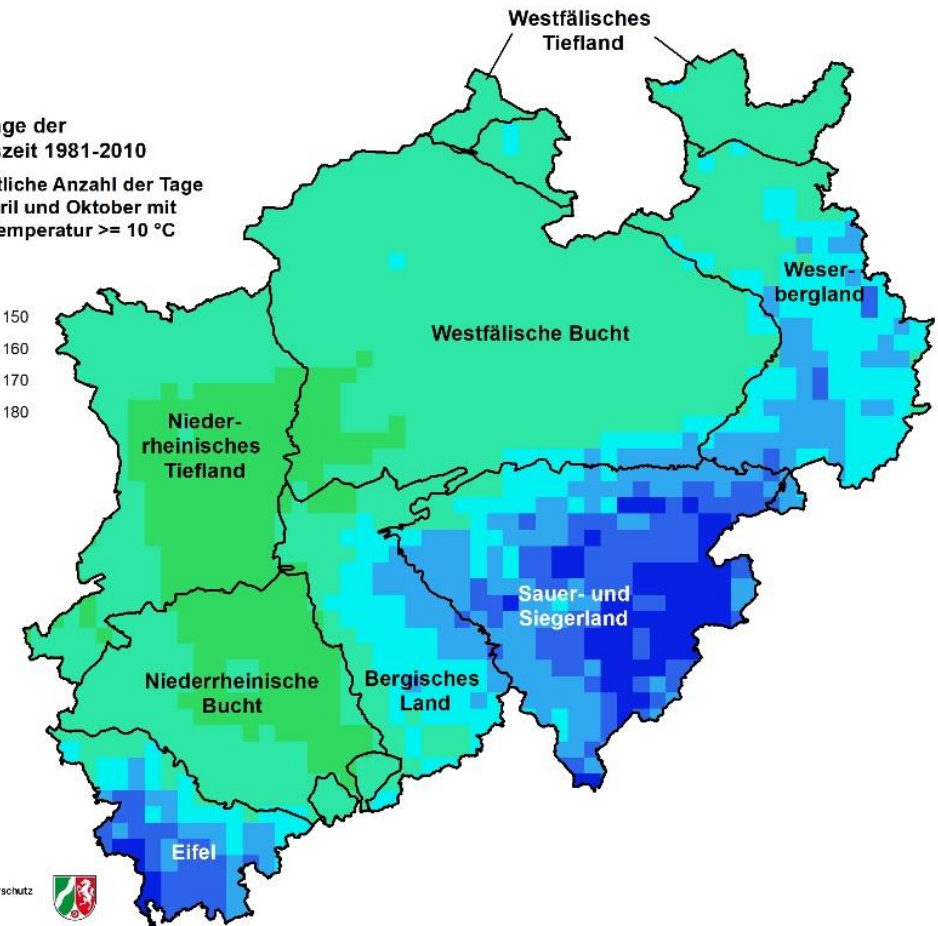 Westfälisches
Tiefland
ge der
szeit 1981-2010
tliche Anzahl der Tage
ril und Oktober mit
emperatur >= 10 °C
150
160
170
180
Weser-
bergland
Westfälische Bucht
Nieder-
rheinisches
Tiefland
Sauer- und
Siegerland
Niederrheinische
Bucht
Bergisches
Land
Eifel
rschutz